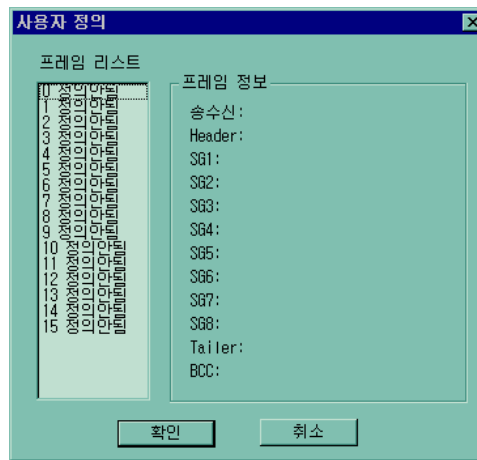 사용자 정의
프레임 리스트
0 정의안됨
1 정의안됨
2 정의안됨
3 정의안됨
4 정의안됨
5 정의안됨
6 정의안됨
7 정의안됨
8 정의안됨
9 정의안됨
10 정의안됨
11 정의안됨
12 정의안됨
13 정의안됨
14 정의안됨
15 정의안됨
프레임 정보
송수신:
Header:
SG1:
SG2:
SG3:
SG4:
SG5:
SG6:
SG7:
SG8:
Tailer:
BCC:
확인
취소